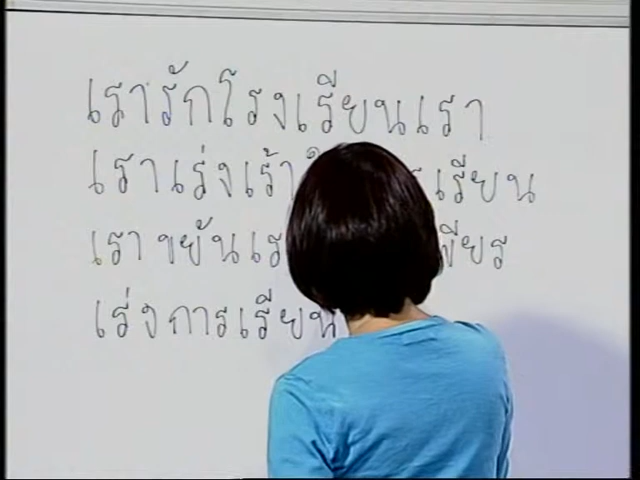 เรารักโรงเรียนเรา
เราเร่งเร้า เรียน
เราขยัน
เร่งการเรียน